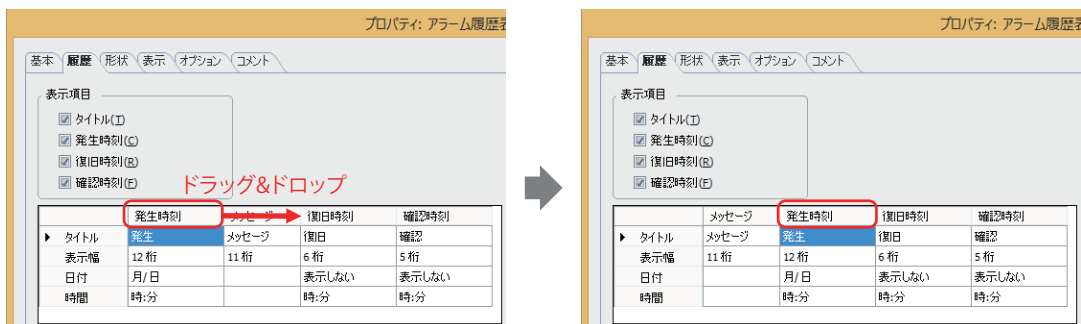 プロパティ: アラーム履歴表
基本 履歴 形状 表示 オプション コメント
表示項目
タイトル(T)
発生時刻(C)
復旧時刻(R)
確認時刻(F)
ドラッグ&ドロップ
発生時刻 メッセージ 復旧時刻 確認時刻
タイトル 発生 メッセージ 復旧 確認
表示幅 12 桁 11 桁 6 桁 5 桁
日付 月/日 表示しない 表示しない
時間 時:分 時:分 時:分
プロパティ: アラーム履歴表
基本 履歴 形状 表示 オプション コメント
表示項目
タイトル(T)
発生時刻(C)
復旧時刻(R)
確認時刻(F)
メッセージ 発生時刻 復旧時刻 確認時刻
タイトル メッセージ 発生 復旧 確認
表示幅 11 桁 12 桁 6 桁 5 桁
日付 月/日 表示しない 表示しない
時間 時:分 時:分 時:分